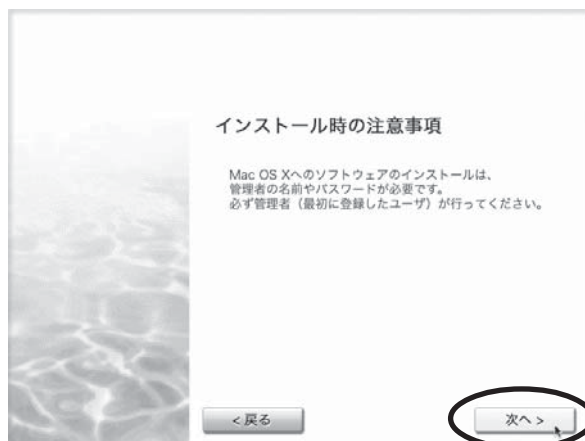 インストール時の注意事項
Mac OS Xへのソフトウェアのインストールは、
管理者の名前やパスワードが必要です。
必ず管理者（最初に登録したユーザ）が行ってください。
< 戻る
次へ >